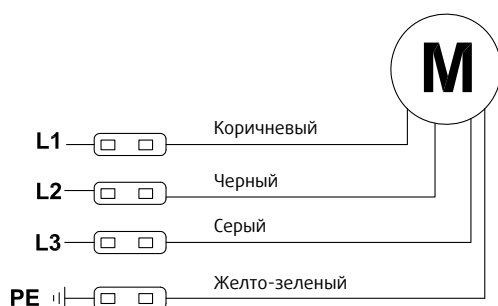 M
L1 Коричневый
L2 Черный
L3 Серый
PE Желто-зеленый